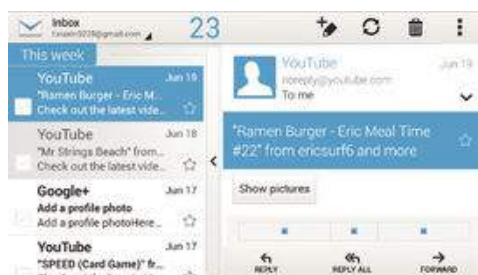 Inbox
23
This week
YouTube Jun 19
"Ramen Burger - Eric M...
Check out the latest vide...
YouTube Jun 18
"Mr Strings Beach" from...
Check out the latest vide...
Google+ Jun 17
Add a profile photo
Add a profile photoHere...
YouTube Jun 17
"SPEED (Card Game)" fr...
YouTube Jun 19
noreply@youtube.com
To me
"Ramen Burger - Eric Meal Time
#22" from ericsurf6 and more
Show pictures
REPLY
REPLY ALL
FORWARD